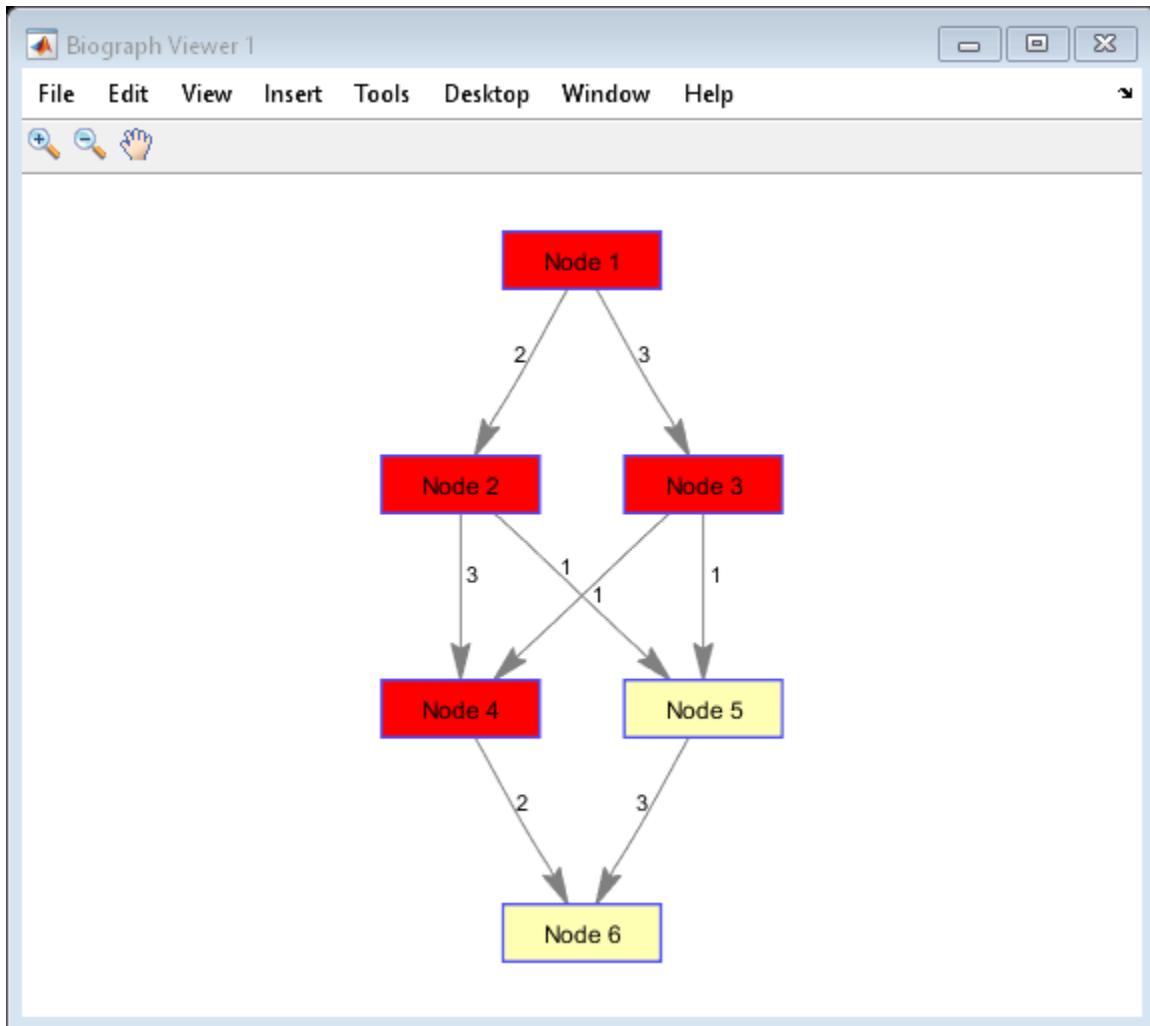 Biograph Viewer 1
File Edit View Insert Tools Desktop Window Help
Node 1
2 3
Node 2 Node 3
3 1 1 1
Node 4 Node 5
2 3
Node 6